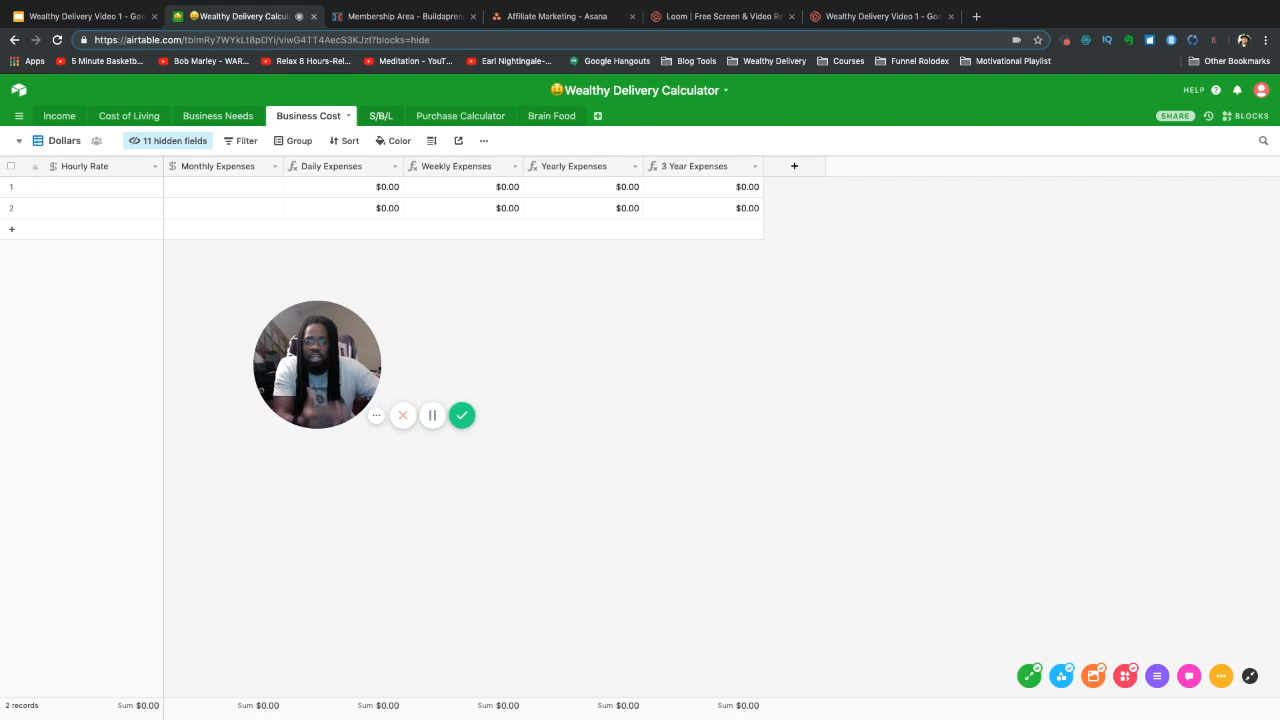 Wealthy Delivery Video 1 - Goo
Wealthy Delivery Calcul
Membership Area - Buildapren
Affiliate Marketing - Asana
Loom | Free Screen & Video Re
Wealthy Delivery Video 1 - Goo
https://airtable.com/tblmRy7WYkLt8pDYi/viwG4TT4AecS3KJzI?blocks=hide
Apps
5 Minute Basketb...
Bob Marley - WAR...
Relax 8 Hours-Rel...
Meditation - YouT...
Earl Nightingale-...
Google Hangouts
Blog Tools
Wealthy Delivery
Courses
Funnel Rolodex
Motivational Playlist
Other Bookmarks
Wealthy Delivery Calculator
HELP
Income
Cost of Living
Business Needs
Business Cost
S/B/L
Purchase Calculator
Brain Food
SHARE
BLOCKS
Dollars
11 hidden fields
Filter
Group
Sort
Color
Hourly Rate
Monthly Expenses
Daily Expenses
Weekly Expenses
Yearly Expenses
3 Year Expenses
1 $0.00 $0.00 $0.00 $0.00
2 $0.00 $0.00 $0.00 $0.00
2 records
Sum $0.00
Sum $0.00
Sum $0.00
Sum $0.00
Sum $0.00
Sum $0.00